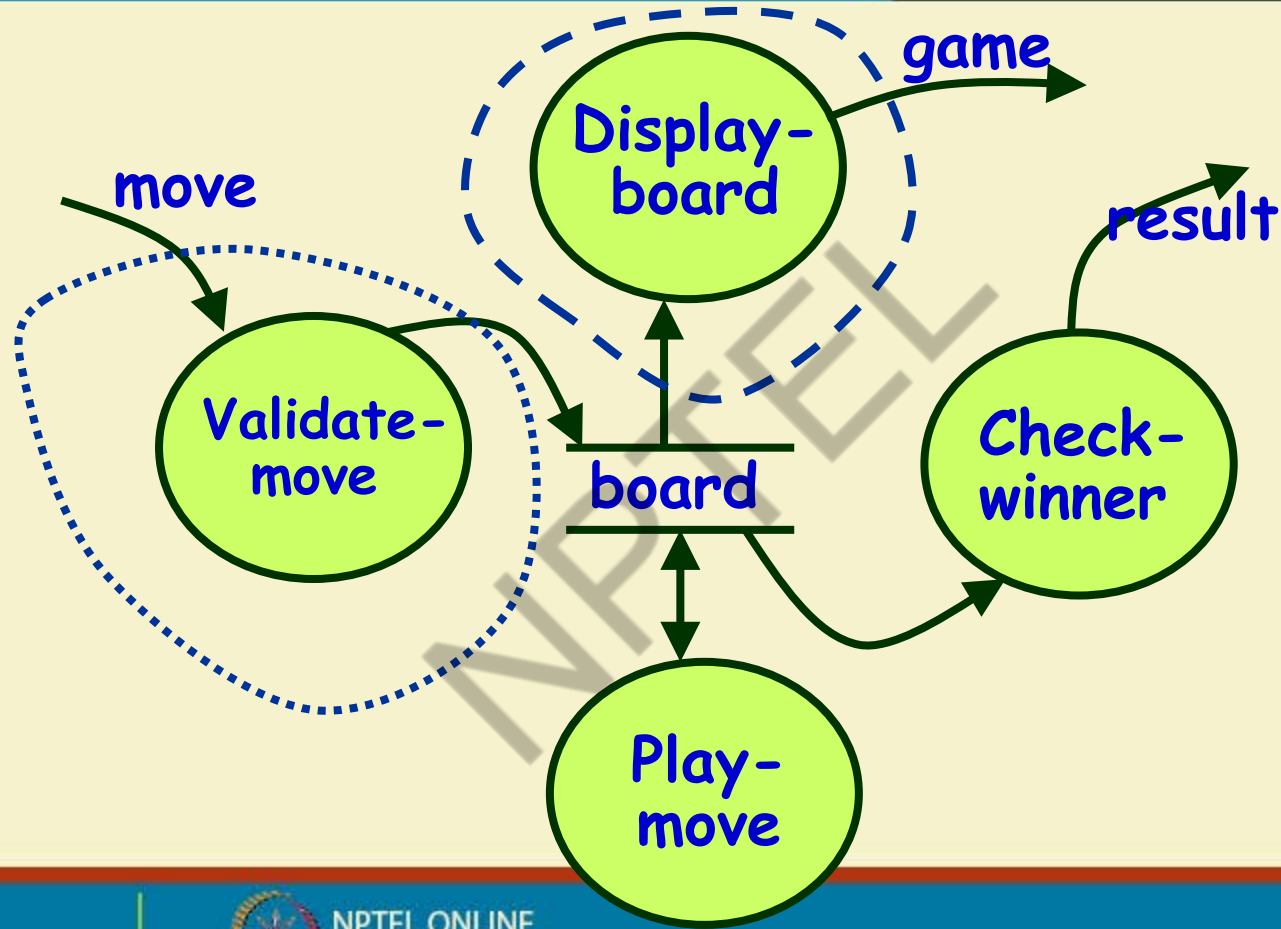 game
Display-
board
move
result
Validate-
move
Check-
winner
board
NPTEL
Play-
move
NPTEL ONLINE